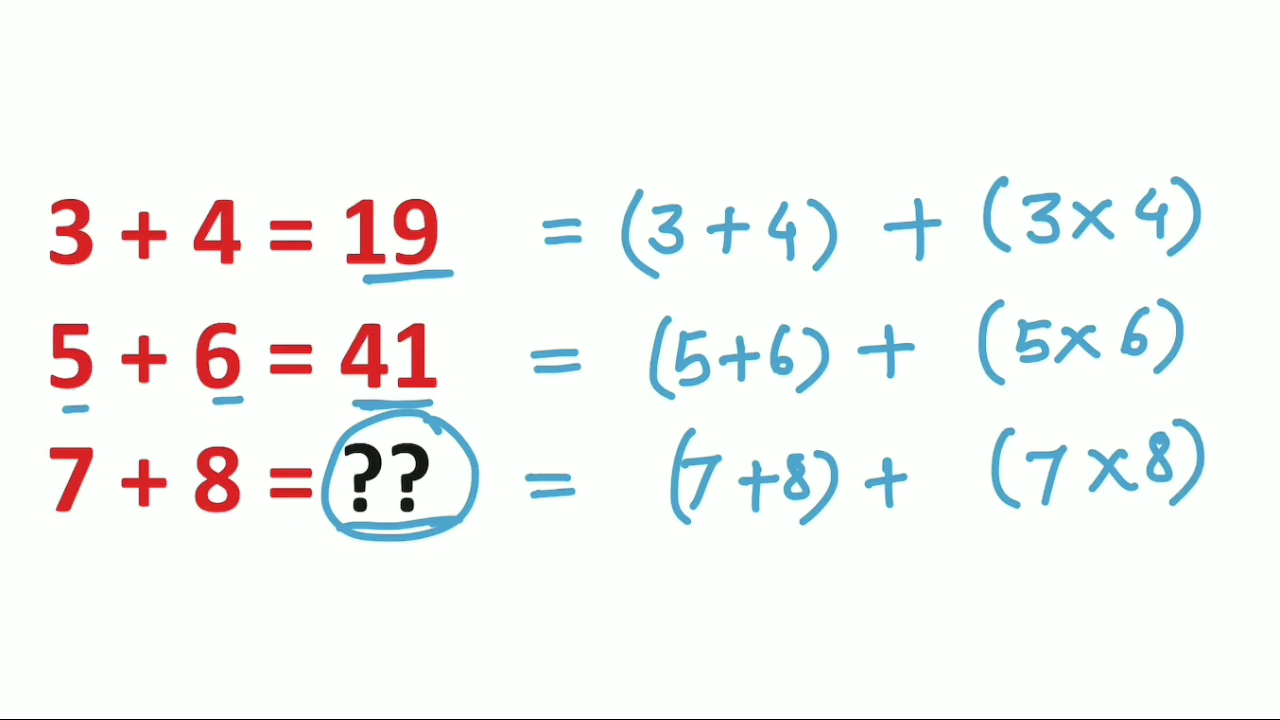 3 + 4 = 19 = (3 + 4) + (3 × 4)
5 + 6 = 41 = (5 + 6) + (5 × 6)
7 + 8 = ?? = (7 + 8) + (7 × 8)